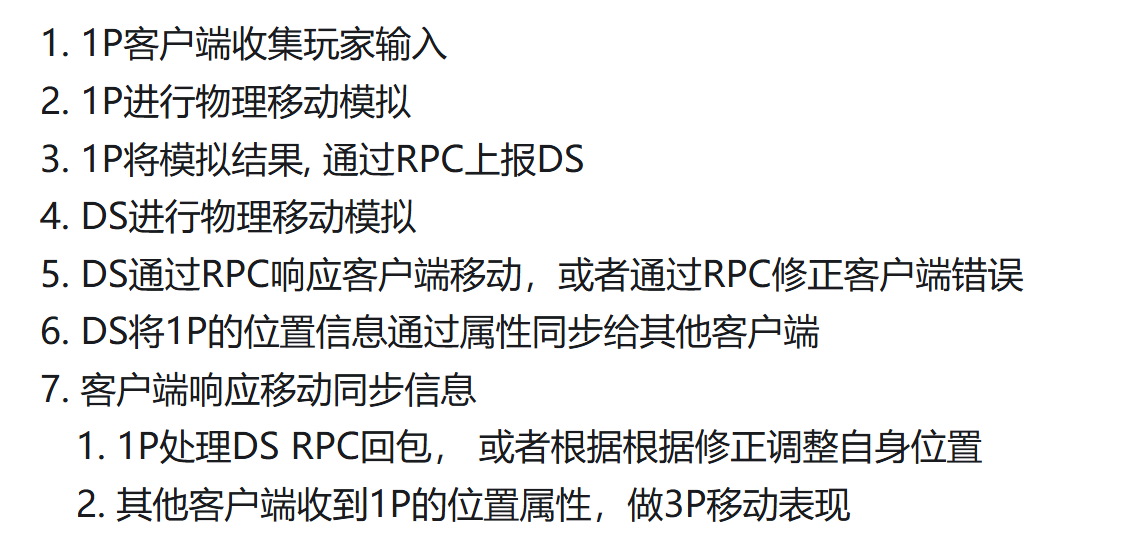 1. 1P客户端收集玩家输入
2. 1P进行物理移动模拟
3. 1P将模拟结果, 通过RPC上报DS
4. DS进行物理移动模拟
5. DS通过RPC响应客户端移动，或者通过RPC修正客户端错误
6. DS将1P的位置信息通过属性同步给其他客户端
7. 客户端响应移动同步信息
1. 1P处理DS RPC回包， 或者根据根据修正调整自身位置
2. 其他客户端收到1P的位置属性，做3P移动表现